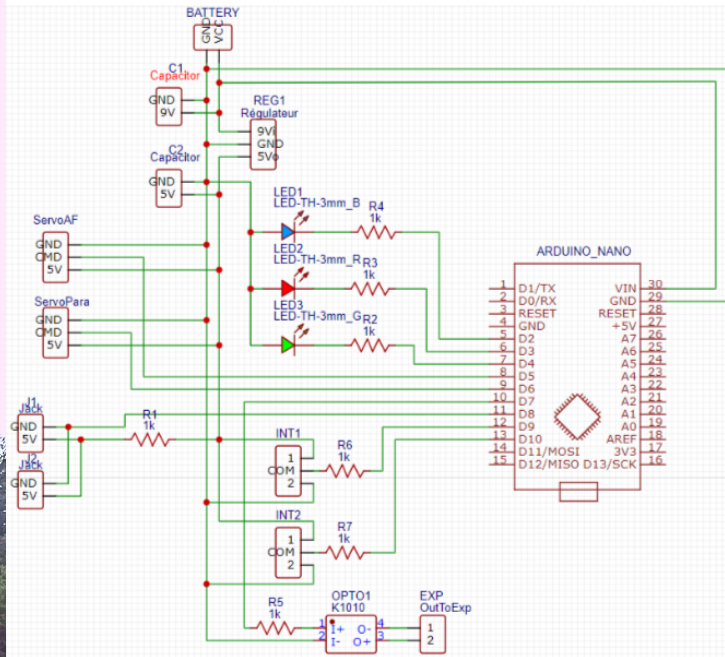 BATTERY
GND
VCC
C1
Capacitor
GND
9V
REG1
Régulateur
9Vi
GND
5Vo
C2
Capacitor
GND
5V
LED1
LED-TH-3mm_B
R4
1k
LED2
LED-TH-3mm_R
R3
1k
LED3
LED-TH-3mm_G
R2
1k
ServoAF
GND
CMD
5V
ServoPara
GND
CMD
5V
ARDUINO_NANO
1 D1/TX VIN 30
2 D0/RX GND 29
3 RESET RESET 28
4 GND +5V 27
5 D2 A7 26
6 D3 A6 25
7 D4 A5 24
8 D5 A4 23
9 D6 A3 22
10 D7 A2 21
11 D8 A1 20
12 D9 A0 19
13 D10 AREF 18
14 D11/MOSI 3V3 17
15 D12/MISO D13/SCK 16
J1
Jack
GND
5V
R1
1k
J2
Jack
GND
5V
INT1
1
COM
2
R6
1k
INT2
1
COM
2
R7
1k
R5
1k
OPTO1
K1010
1 I+ O- 4
2 I- O+ 3
EXP
OutToExp
1
2